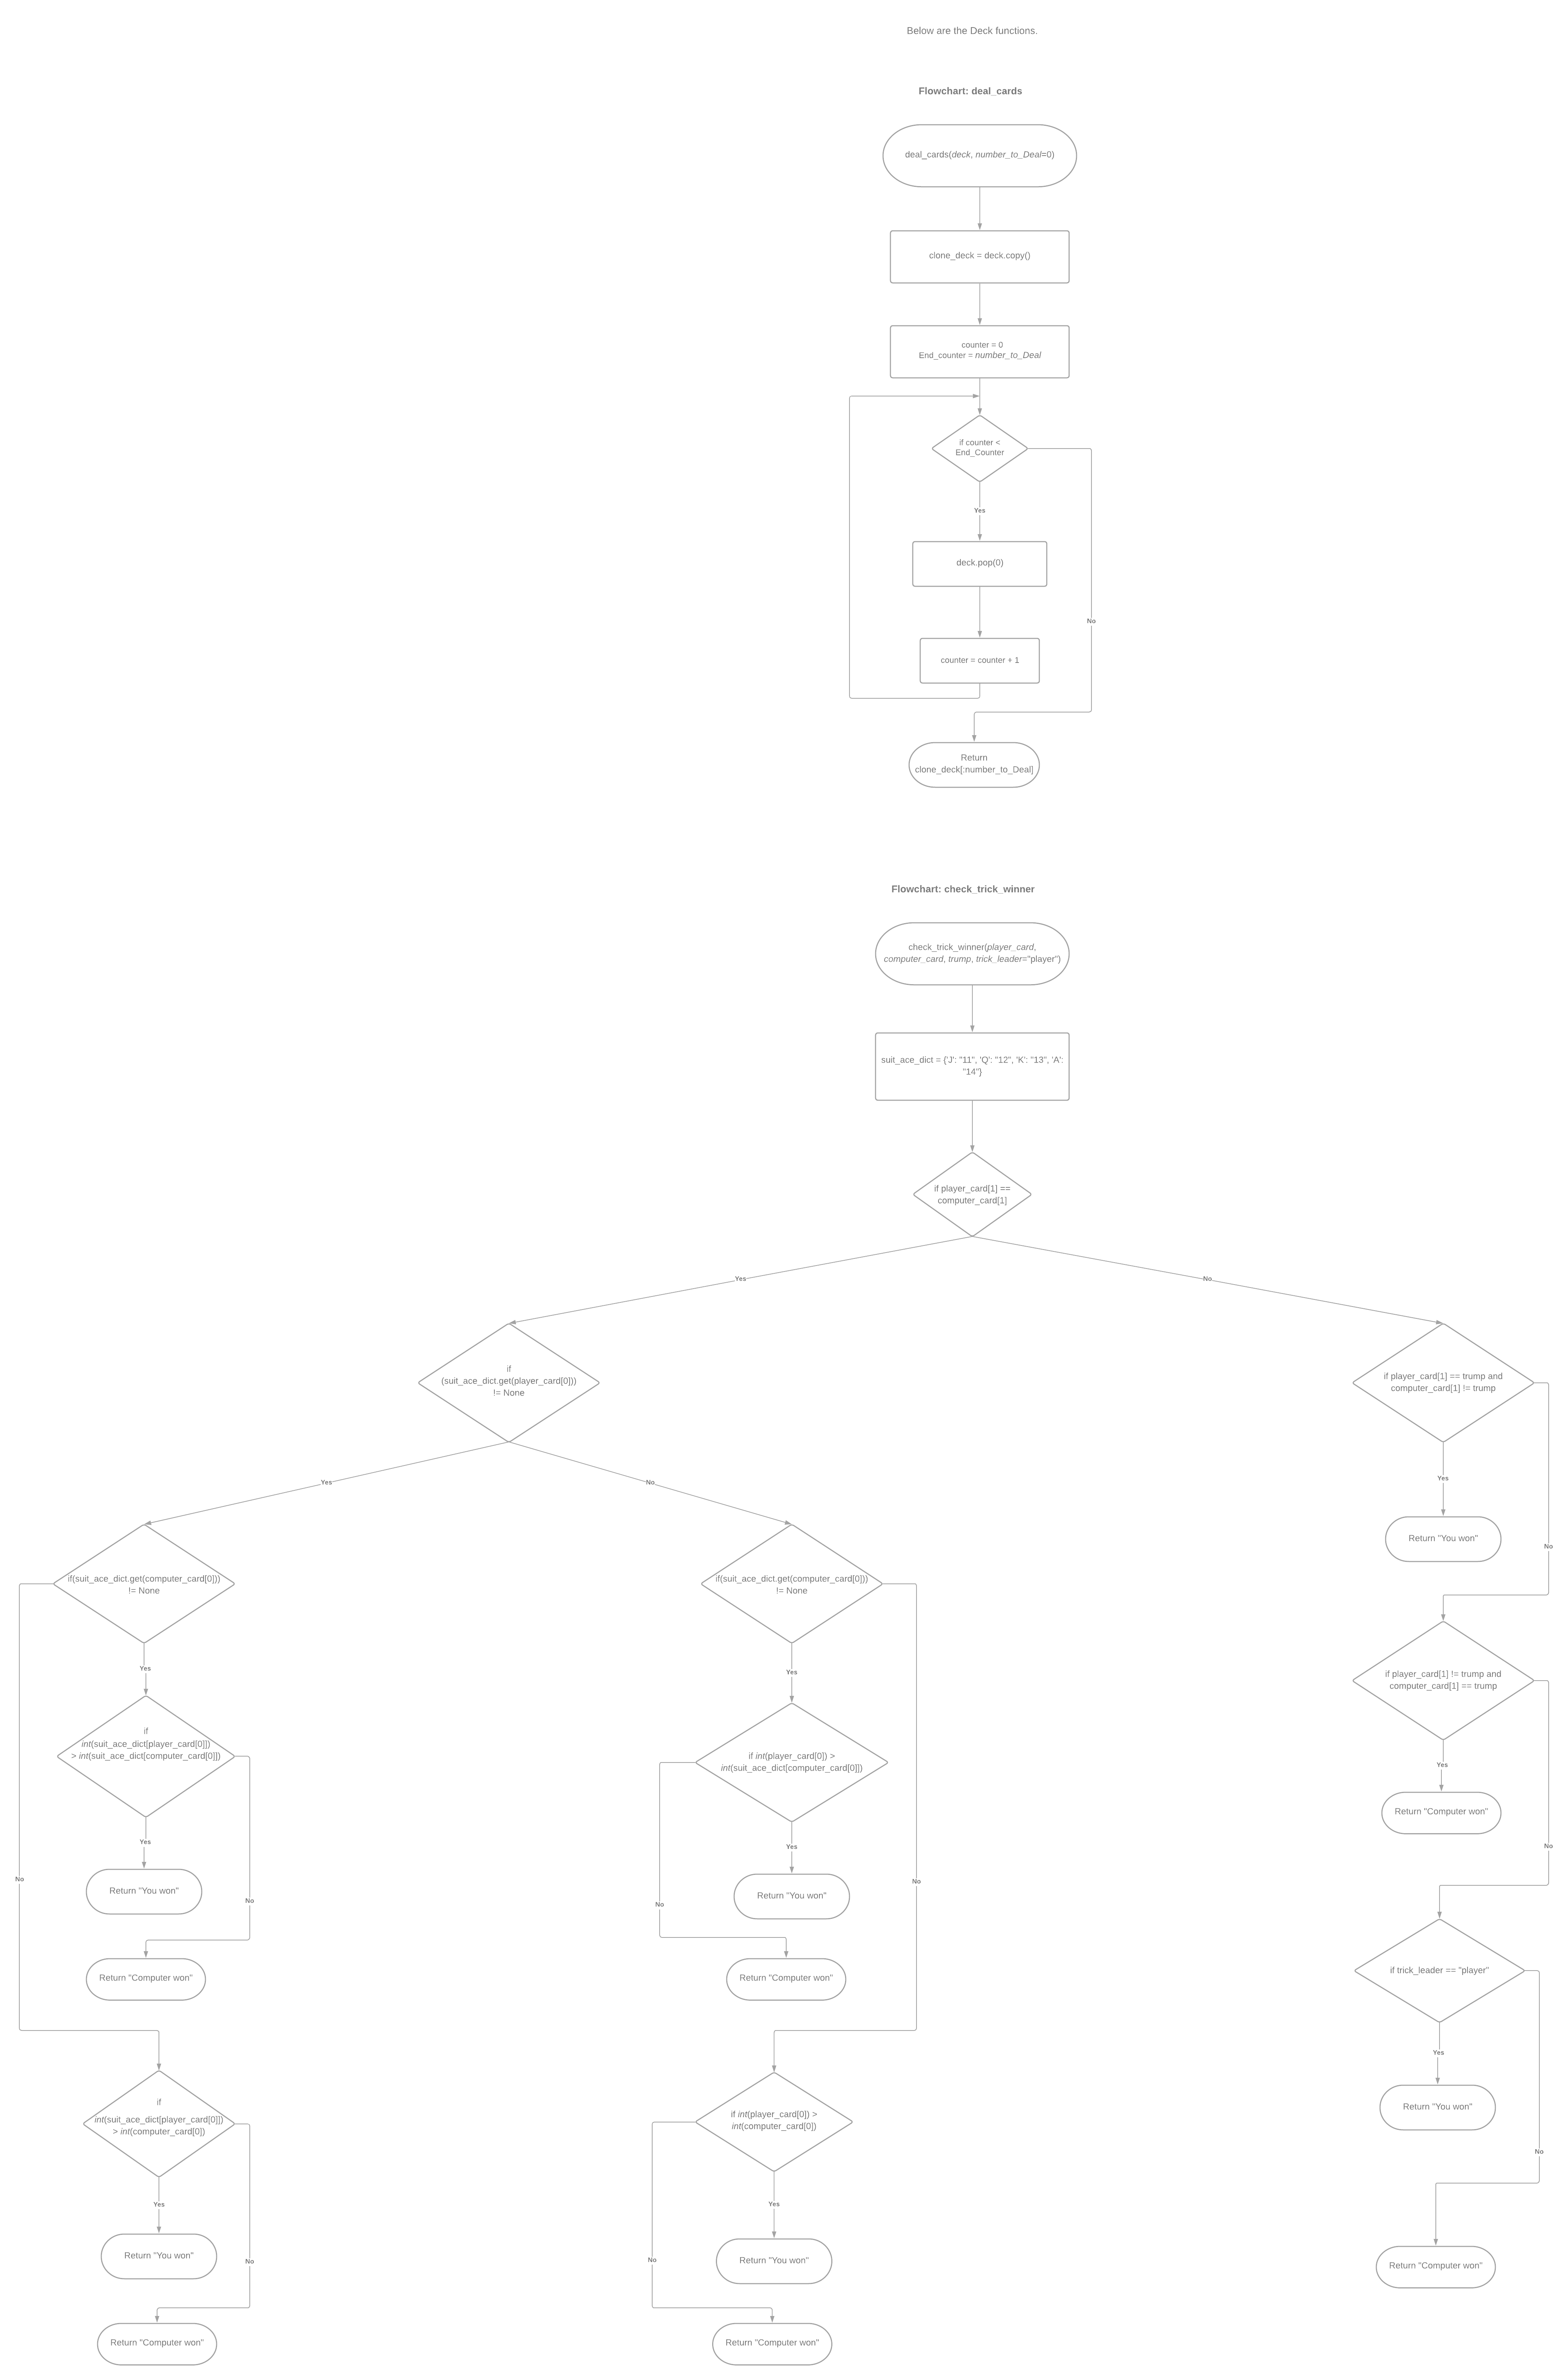 Below are the Deck functions.
Flowchart: deal_cards
deal_cards(deck, number_to_Deal=0)
clone_deck = deck.copy()
counter = 0
End_counter = number_to_Deal
if counter <
End_Counter
Yes
deck.pop(0)
No
counter = counter + 1
Return
clone_deck[:number_to_Deal]
Flowchart: check_trick_winner
check_trick_winner(player_card,
computer_card, trump, trick_leader="player")
suit_ace_dict = {'J': "11", 'Q': "12", 'K': "13", 'A':
"14"}
if player_card[1] ==
computer_card[1]
Yes
No
if
(suit_ace_dict.get(player_card[0]))
!= None
if player_card[1] == trump and
computer_card[1] != trump
Yes
No
Yes
Return "You won"
No
if(suit_ace_dict.get(computer_card[0]))
!= None
if(suit_ace_dict.get(computer_card[0]))
!= None
Yes
Yes
if player_card[1] != trump and
computer_card[1] == trump
if
int(suit_ace_dict[player_card[0]])
> int(suit_ace_dict[computer_card[0]])
if int(player_card[0]) >
int(suit_ace_dict[computer_card[0]])
Yes
Return "Computer won"
Yes
Yes
No
No
Return "You won"
No
Return "You won"
No
No
No
Return "Computer won"
Return "Computer won"
if trick_leader == "player"
Yes
Return "You won"
if
int(suit_ace_dict[player_card[0]])
> int(computer_card[0])
if int(player_card[0]) >
int(computer_card[0])
No
Yes
Yes
Return "You won"
No
Return "You won"
No
Return "Computer won"
Return "Computer won"
Return "Computer won"